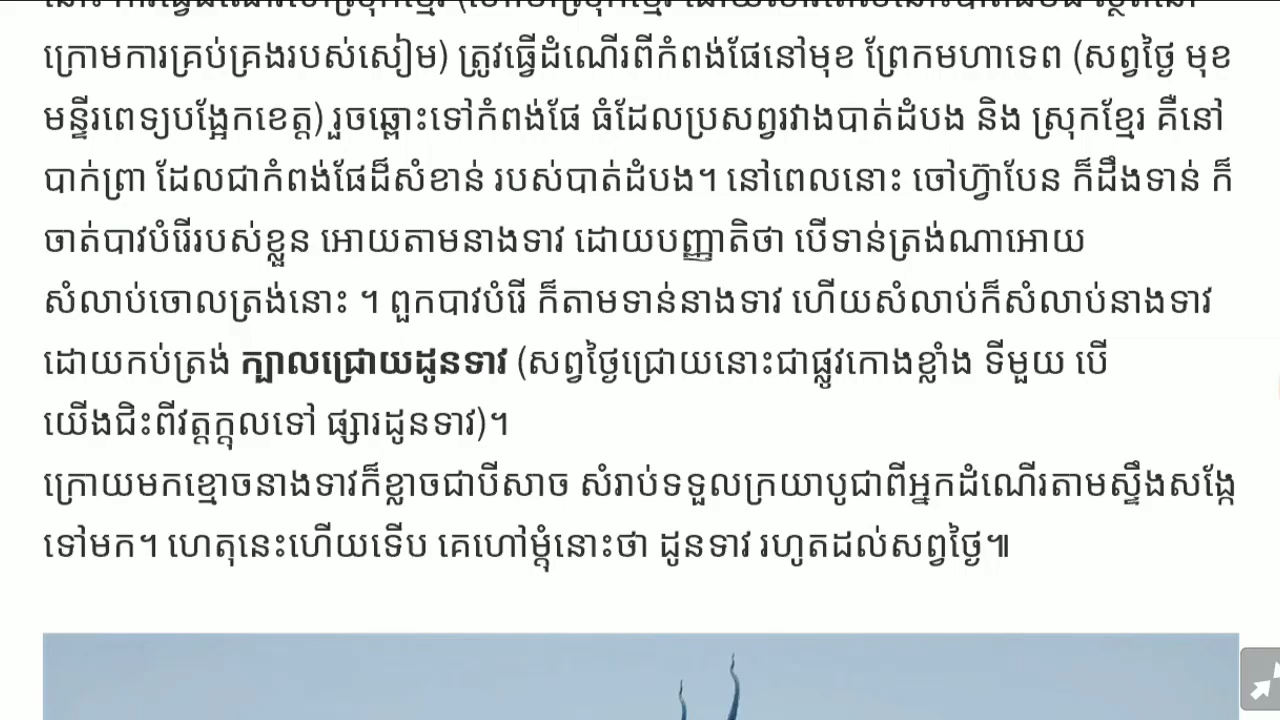 ក្រោមការគ្រប់គ្រងរបស់សៀម) ត្រូវធ្វើដំណើរពីកំពង់ផែនៅមុខ ព្រែកមហាទេព (សព្វថ្ងៃ មុខ
មន្ទីរពេទ្យបង្អែកខេត្ត) រួចឆ្ពោះទៅកំពង់ផែ ធំដែលប្រសព្វរវាងបាត់ដំបង និង ស្រុកខ្មែរ គឺនៅ
បាក់ព្រា ដែលជាកំពង់ផែដ៏សំខាន់ របស់បាត់ដំបង។ នៅពេលនោះ ចៅហ្វ៊ាបែន ក៏ដឹងទាន់ ក៏
ចាត់បាវបំរើរបស់ខ្លួន អោយតាមនាងទាវ ដោយបញ្ញាតិថា បើទាន់ត្រង់ណាអោយ
សំលាប់ចោលត្រង់នោះ ។ ពួកបាវបំរើ ក៏តាមទាន់នាងទាវ ហើយសំលាប់ក៏សំលាប់នាងទាវ
ដោយកប់ត្រង់ ក្បាលជ្រោយដូនទាវ (សព្វថ្ងៃជ្រោយនោះជាផ្លូវកោងខ្លាំង ទីមួយ បើ
យើងជិះពីវត្តក្តុលទៅ ផ្សារដូនទាវ)។
ក្រោយមកខ្មោចនាងទាវក៏ខ្លាចជាបីសាច សំរាប់ទទួលក្រយាបូជាពីអ្នកដំណើរតាមស្ទឹងសង្កែ
ទៅមក។ ហេតុនេះហើយទើប គេហៅម្តុំនោះថា ដូនទាវ រហូតដល់សព្វថ្ងៃ៕